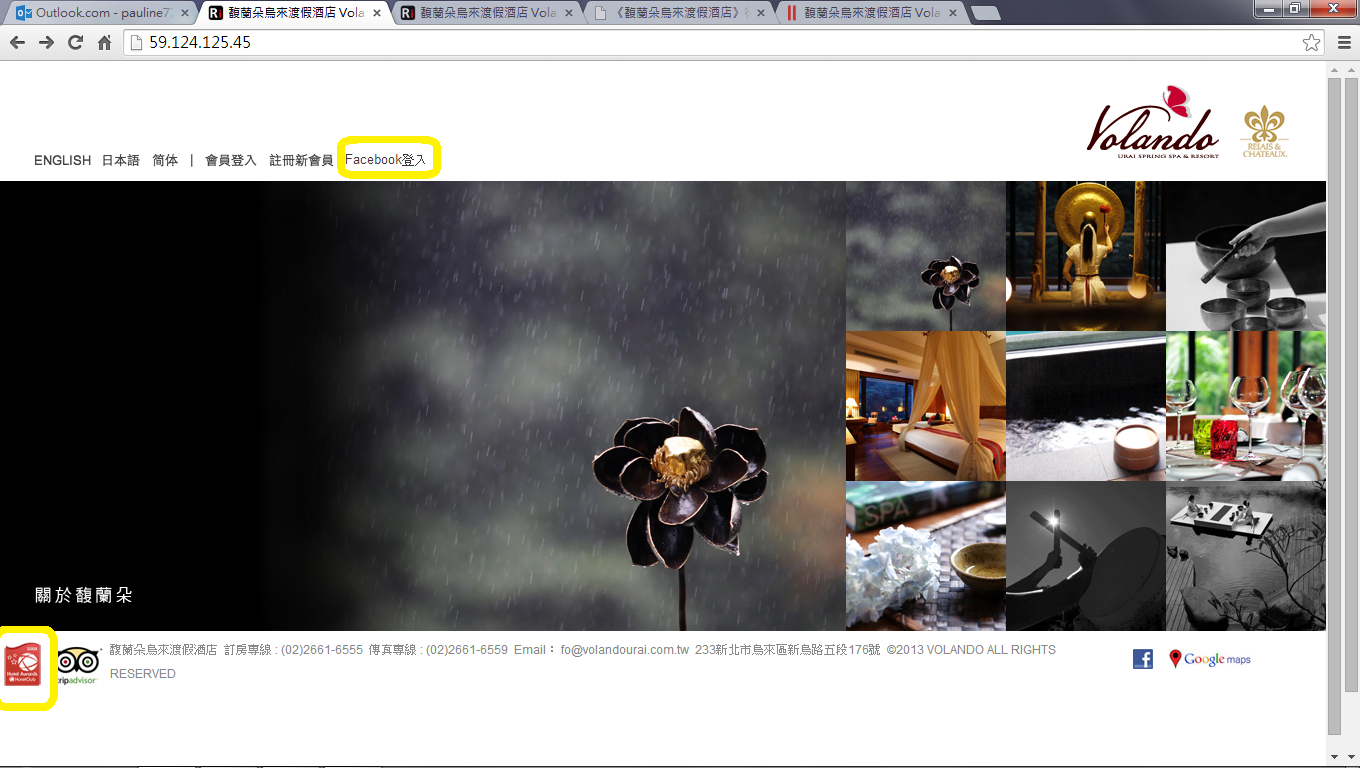 Outlook.com - pauline77
馥蘭朵烏來渡假酒店 Vola
馥蘭朵烏來渡假酒店 Vola
《馥蘭朵烏來渡假酒店》
馥蘭朵烏來渡假酒店 Vola
59.124.125.45
Volando
URAI SPRING SPA & RESORT
RELAIS &
CHATEAUX
ENGLISH 日本語 简体 | 會員登入 註冊新會員 Facebook登入
SPA
關於馥蘭朵
Hotel Awards
HotelClub
tripadvisor
馥蘭朵烏來渡假酒店 訂房專線 : (02)2661-6555 傳真專線 : (02)2661-6559 Email： fo@volandourai.com.tw 233新北市烏來區新烏路五段176號 ©2013 VOLANDO ALL RIGHTS
RESERVED
Google maps